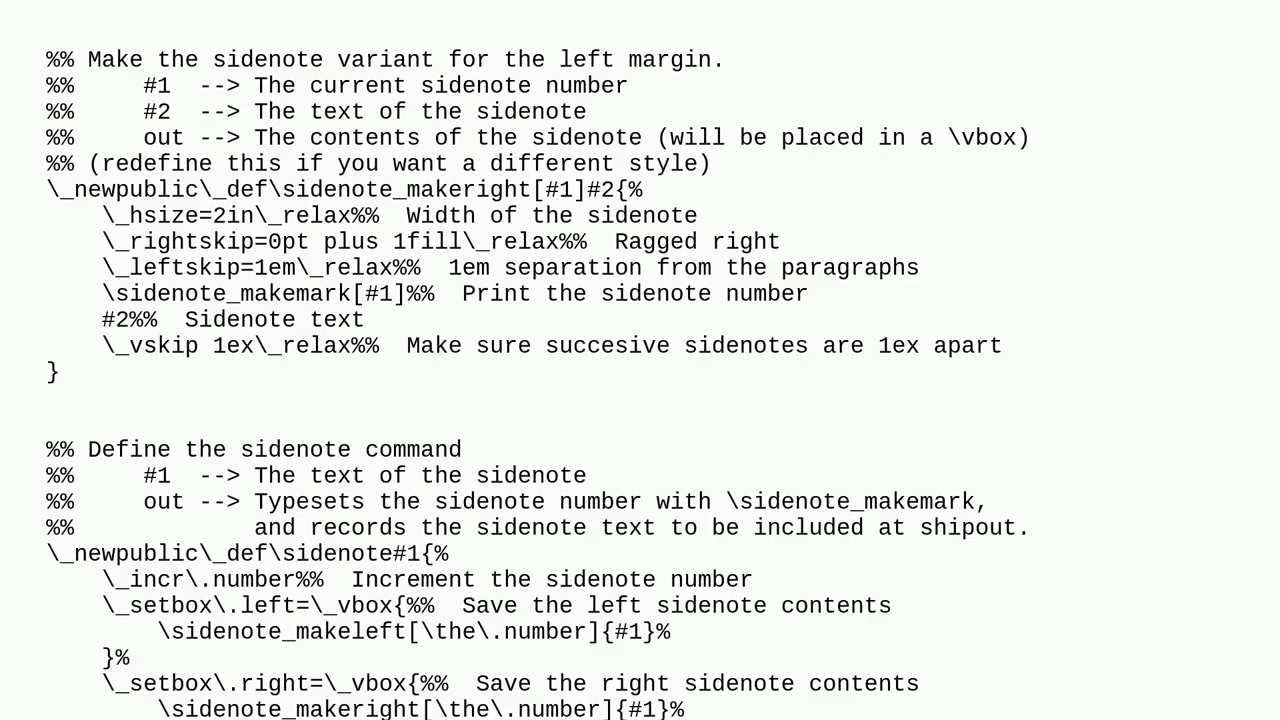 %% Make the sidenote variant for the left margin.
%%     #1  --> The current sidenote number
%%     #2  --> The text of the sidenote
%%     out --> The contents of the sidenote (will be placed in a \vbox)
%% (redefine this if you want a different style)
\_newpublic\_def\sidenote_makeright[#1]#2{%
    \_hsize=2in\_relax%%  Width of the sidenote
    \_rightskip=0pt plus 1fill\_relax%%  Ragged right
    \_leftskip=1em\_relax%%  1em separation from the paragraphs
    \sidenote_makemark[#1]%%  Print the sidenote number
    #2%%  Sidenote text
    \_vskip 1ex\_relax%%  Make sure succesive sidenotes are 1ex apart
}
%% Define the sidenote command
%%     #1  --> The text of the sidenote
%%     out --> Typesets the sidenote number with \sidenote_makemark,
%%             and records the sidenote text to be included at shipout.
\_newpublic\_def\sidenote#1{%
    \_incr\.number%%  Increment the sidenote number
    \_setbox\.left=\_vbox{%%  Save the left sidenote contents
        \sidenote_makeleft[\the\.number]{#1}%
    }%
    \_setbox\.right=\_vbox{%%  Save the right sidenote contents
        \sidenote_makeright[\the\.number]{#1}%